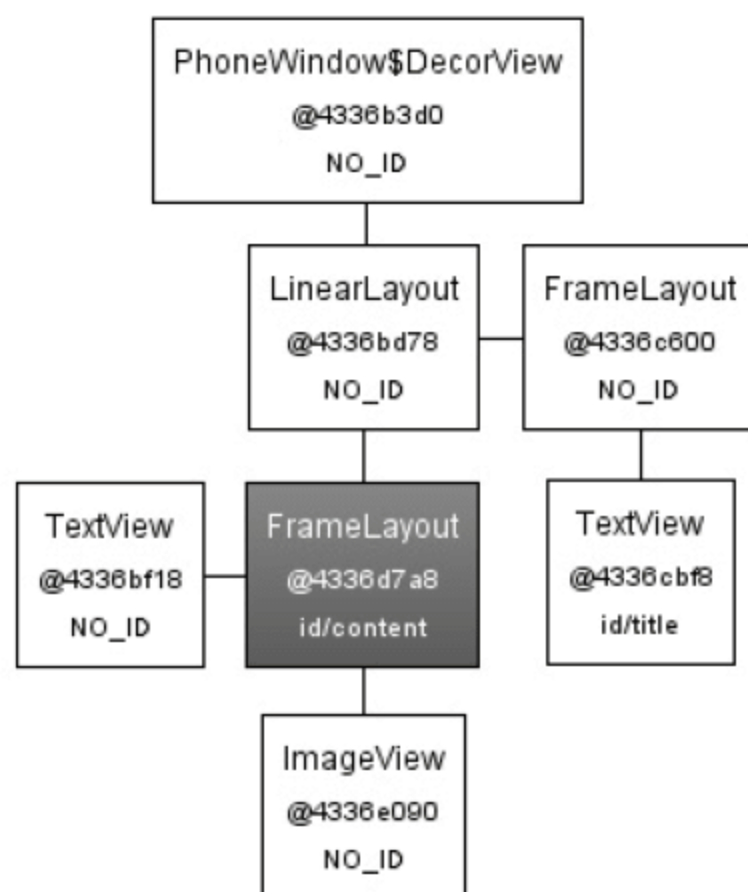 PhoneWindow$DecorView
@4336b3d0
NO_ID
LinearLayout
@4336bd78
NO_ID
FrameLayout
@4336c600
NO_ID
TextView
@4336bf18
NO_ID
FrameLayout
@4336d7a8
id/content
TextView
@4336cbf8
id/title
ImageView
@4336e090
NO_ID